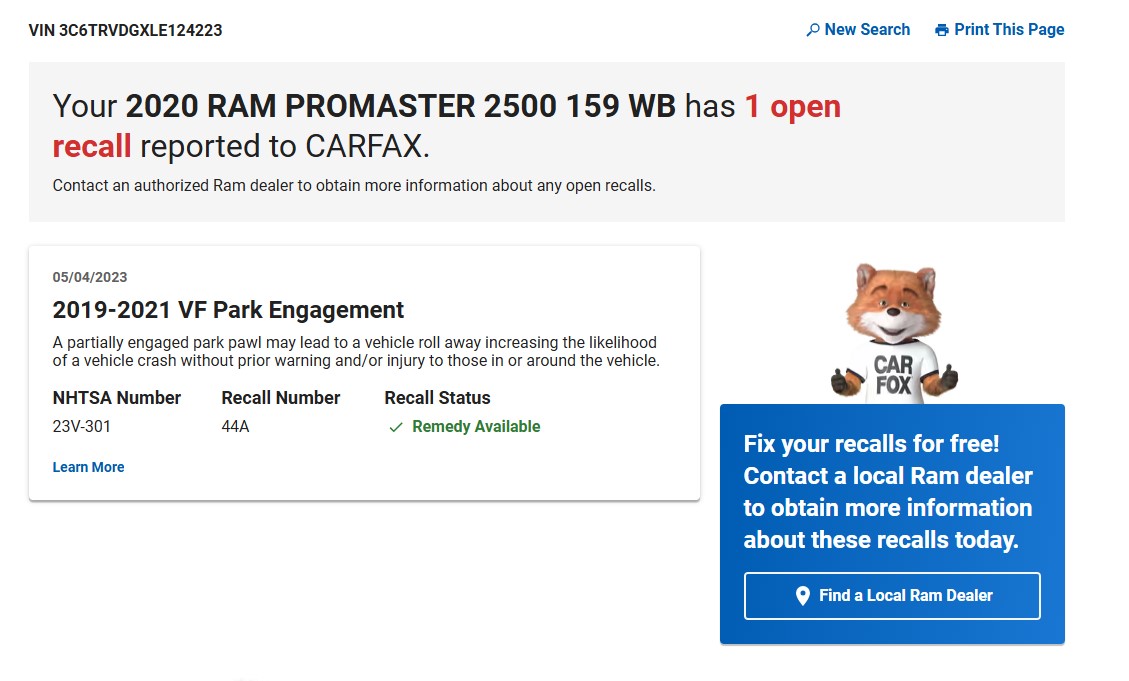 VIN 3C6TRVDGXLE124223
New Search
Print This Page
Your 2020 RAM PROMASTER 2500 159 WB has 1 open
recall reported to CARFAX.
Contact an authorized Ram dealer to obtain more information about any open recalls.
05/04/2023
2019-2021 VF Park Engagement
A partially engaged park pawl may lead to a vehicle roll away increasing the likelihood
of a vehicle crash without prior warning and/or injury to those in or around the vehicle.
NHTSA Number Recall Number Recall Status
23V-301 44A Remedy Available
Learn More
CAR
FOX
Fix your recalls for free!
Contact a local Ram dealer
to obtain more information
about these recalls today.
Find a Local Ram Dealer